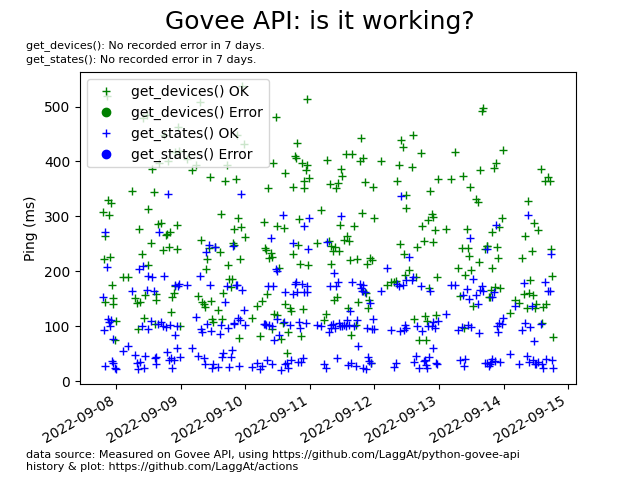 Govee API: is it working?
get_devices(): No recorded error in 7 days.
get_states(): No recorded error in 7 days.
get_devices() OK
get_devices() Error
get_states() OK
get_states() Error
Ping (ms)
500
400
300
200
100
0
2022-09-08
2022-09-09
2022-09-10
2022-09-11
2022-09-12
2022-09-13
2022-09-14
2022-09-15
data source: Measured on Govee API, using https://github.com/LaggAt/python-govee-api
history & plot: https://github.com/LaggAt/actions